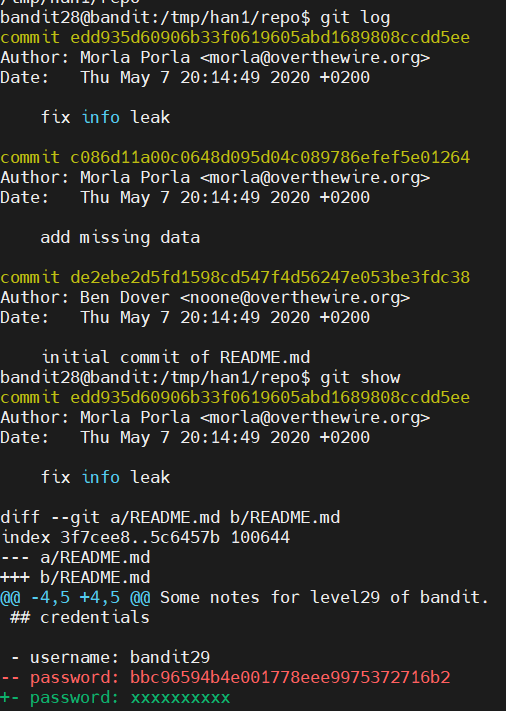 /tmp/han1/repo
bandit28@bandit:/tmp/han1/repo$ git log
commit edd935d60906b33f0619605abd1689808ccdd5ee
Author: Morla Porla <morla@overthewire.org>
Date:   Thu May 7 20:14:49 2020 +0200
    fix info leak
commit c086d11a00c0648d095d04c089786efef5e01264
Author: Morla Porla <morla@overthewire.org>
Date:   Thu May 7 20:14:49 2020 +0200
    add missing data
commit de2ebe2d5fd1598cd547f4d56247e053be3fdc38
Author: Ben Dover <noone@overthewire.org>
Date:   Thu May 7 20:14:49 2020 +0200
    initial commit of README.md
bandit28@bandit:/tmp/han1/repo$ git show
commit edd935d60906b33f0619605abd1689808ccdd5ee
Author: Morla Porla <morla@overthewire.org>
Date:   Thu May 7 20:14:49 2020 +0200
    fix info leak
diff --git a/README.md b/README.md
index 3f7cee8..5c6457b 100644
--- a/README.md
+++ b/README.md
@@ -4,5 +4,5 @@ Some notes for level29 of bandit.
 ## credentials
 - username: bandit29
-- password: bbc96594b4e001778eee9975372716b2
+- password: xxxxxxxxxx